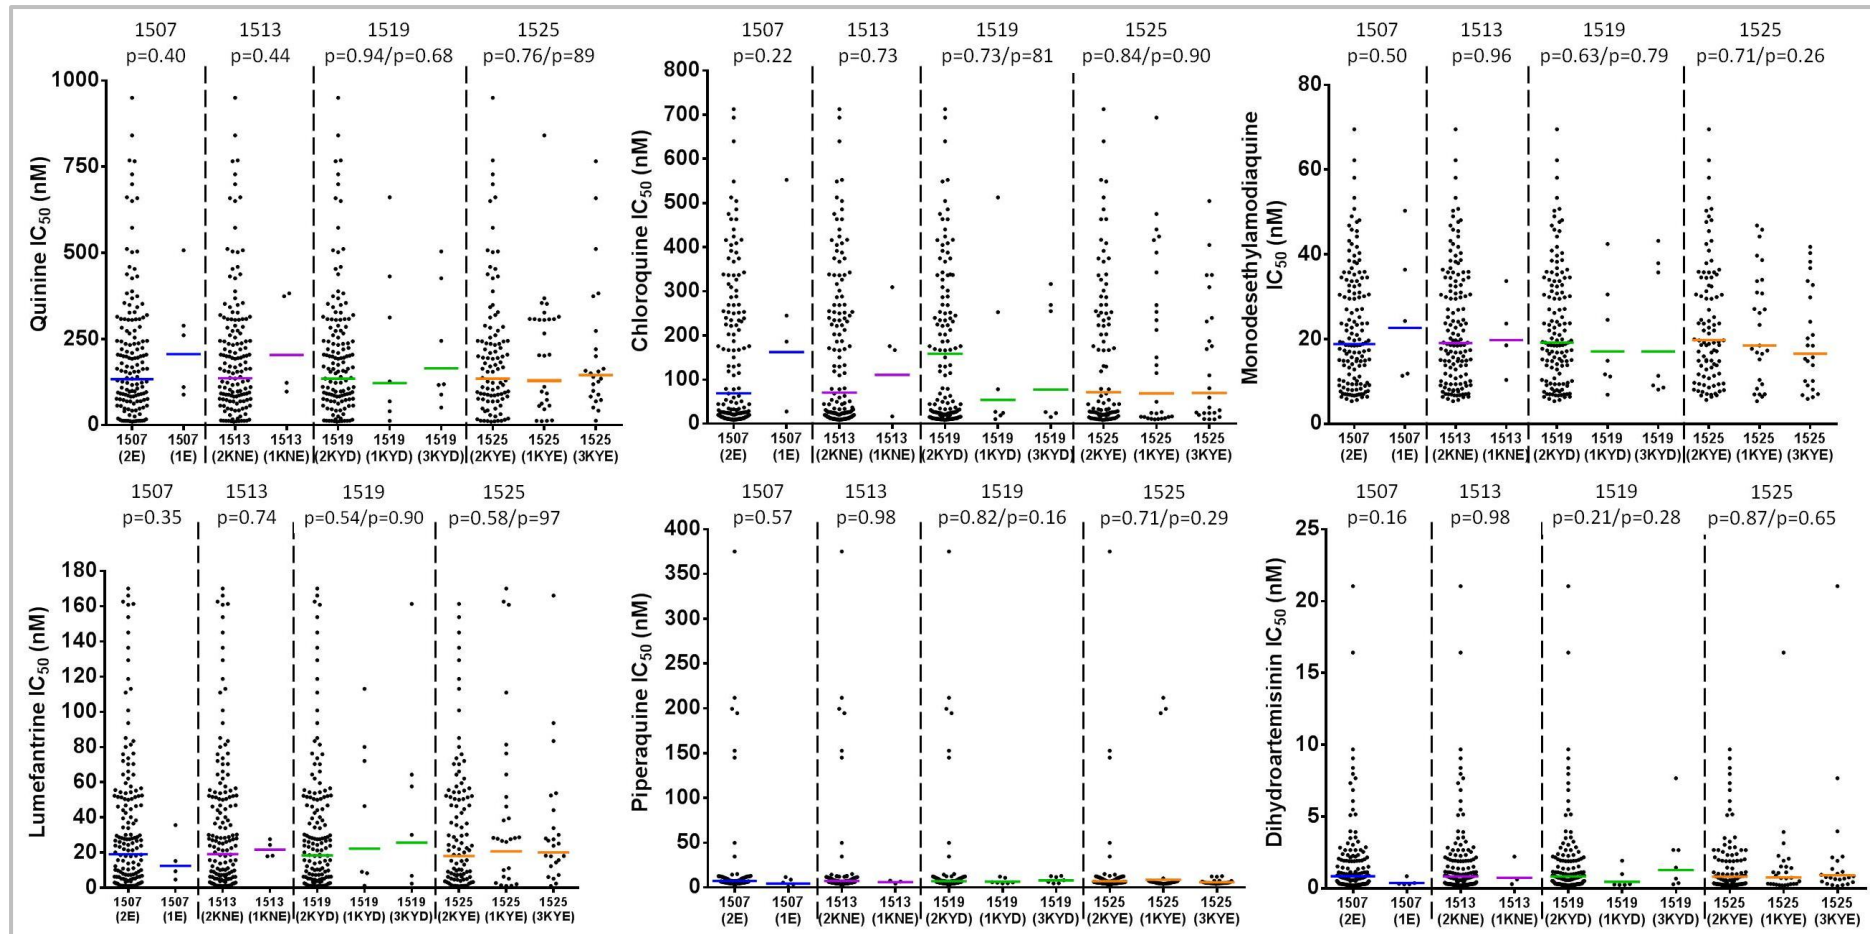 1507 1513 1519 1525
p=0.40 p=0.44 p=0.94/p=0.68 p=0.76/p=89
Quinine IC50 (nM)
1000
750
500
250
0
1507 1507 1513 1513 1519 1519 1519 1525 1525 1525
(2E) (1E) (2KNE) (1KNE) (2KYD) (1KYD) (3KYD) (2KYE) (1KYE) (3KYE)
1507 1513 1519 1525
p=0.22 p=0.73 p=0.73/p=81 p=0.84/p=0.90
Chloroquine IC50 (nM)
800
700
600
500
400
300
200
100
0
1507 1507 1513 1513 1519 1519 1519 1525 1525 1525
(2E) (1E) (2KNE) (1KNE) (2KYD) (1KYD) (3KYD) (2KYE) (1KYE) (3KYE)
1507 1513 1519 1525
p=0.50 p=0.96 p=0.63/p=0.79 p=0.71/p=0.26
Monodesethylamodiaquine
IC50 (nM)
80
60
40
20
0
1507 1507 1513 1513 1519 1519 1519 1525 1525 1525
(2E) (1E) (2KNE) (1KNE) (2KYD) (1KYD) (3KYD) (2KYE) (1KYE) (3KYE)
1507 1513 1519 1525
p=0.35 p=0.74 p=0.54/p=0.90 p=0.58/p=97
Lumefantrine IC50 (nM)
180
160
140
120
100
80
60
40
20
0
1507 1507 1513 1513 1519 1519 1519 1525 1525 1525
(2E) (1E) (2KNE) (1KNE) (2KYD) (1KYD) (3KYD) (2KYE) (1KYE) (3KYE)
1507 1513 1519 1525
p=0.57 p=0.98 p=0.82/p=0.16 p=0.71/p=0.29
Piperaquine IC50 (nM)
400
350
300
250
200
150
100
50
0
1507 1507 1513 1513 1519 1519 1519 1525 1525 1525
(2E) (1E) (2KNE) (1KNE) (2KYD) (1KYD) (3KYD) (2KYE) (1KYE) (3KYE)
1507 1513 1519 1525
p=0.16 p=0.98 p=0.21/p=0.28 p=0.87/p=0.65
Dihydroartemisinin IC50 (nM)
25
20
15
10
5
0
1507 1507 1513 1513 1519 1519 1519 1525 1525 1525
(2E) (1E) (2KNE) (1KNE) (2KYD) (1KYD) (3KYD) (2KYE) (1KYE) (3KYE)